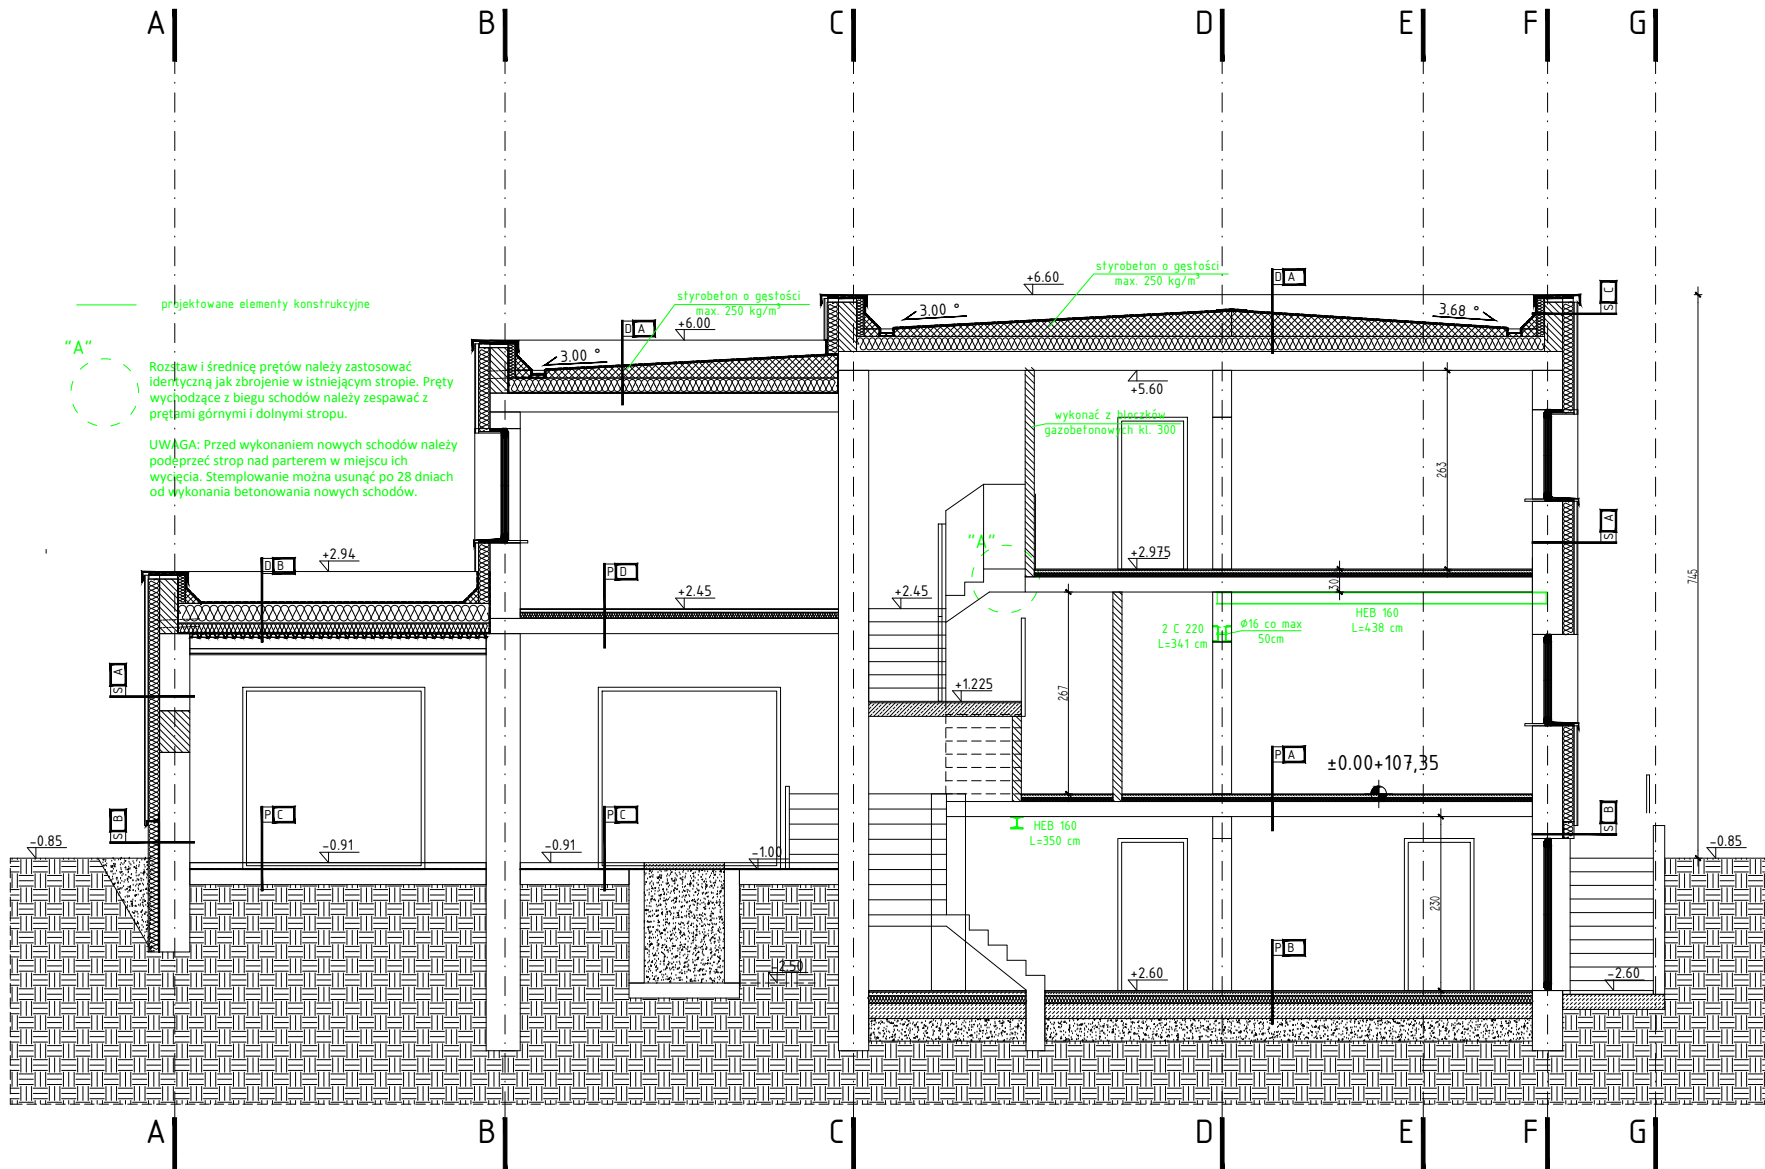 A B C D E F G
projektowane elementy konstrukcyjne
"A"
Rozstaw i średnicę prętów należy zastosować
identyczną jak zbrojenie w istniejącym stropie. Pręty
wychodzące z biegu schodów należy zespawać z
prętami górnymi i dolnymi stropu.
UWAGA: Przed wykonaniem nowych schodów należy
podeprzeć strop nad parterem w miejscu ich
wycięcia. Stemplowanie można usunąć po 28 dniach
od wykonania betonowania nowych schodów.
styrobeton o gęstości
max. 250 kg/m³
D A
+6.00
3.00 °
+6.60
styrobeton o gęstości
max. 250 kg/m³
D A
S C
3.00 °
3.68 °
+5.60
wykonać z bloczków
gazobetonowych kl. 300
263
S A
745
"A"
+2.975
30
+2.94
D B
P D
+2.45
+2.45
HEB 160
L=438 cm
2 C 220
L=341 cm
Ø16 co max
50cm
S A
+1.225
267
P A
±0.00+107,35
S B
P C
P C
HEB 160
L=350 cm
S B
-0.85
-0.91
-0.91
-1.00
-0.85
230
P B
-2.50
+2.60
-2.60
A B C D E F G